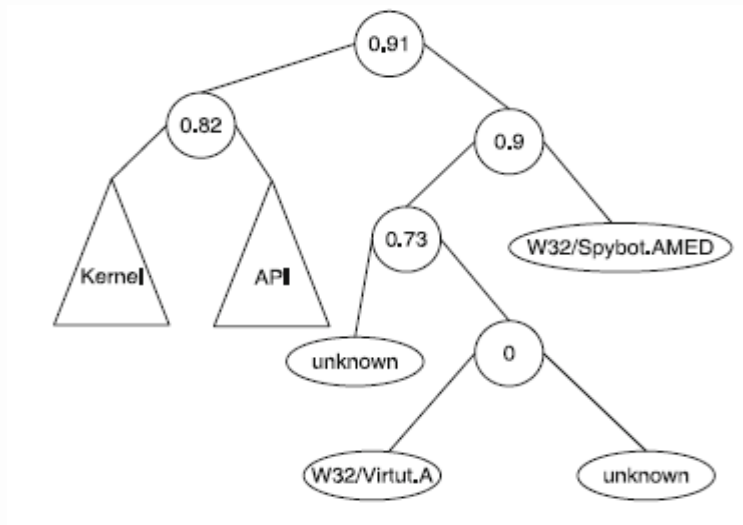 0.91
0.82
0.9
0.73
W32/Spybot.AMED
Kernel
API
unknown
0
W32/Virtut.A
unknown